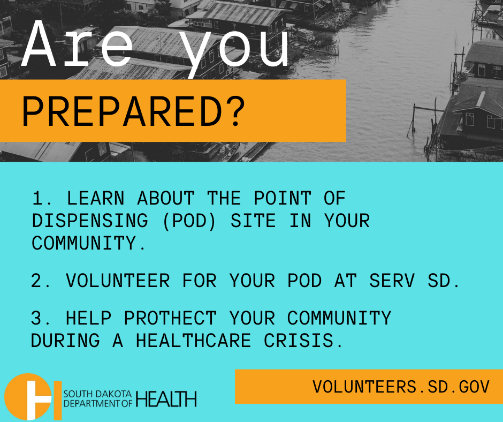 Are you
PREPARED?
1. LEARN ABOUT THE POINT OF
DISPENSING (POD) SITE IN YOUR
COMMUNITY.
2. VOLUNTEER FOR YOUR POD AT SERV SD.
3. HELP PROTHECT YOUR COMMUNITY
DURING A HEALTHCARE CRISIS.
SOUTH DAKOTA
DEPARTMENT OF HEALTH
VOLUNTEERS.SD.GOV